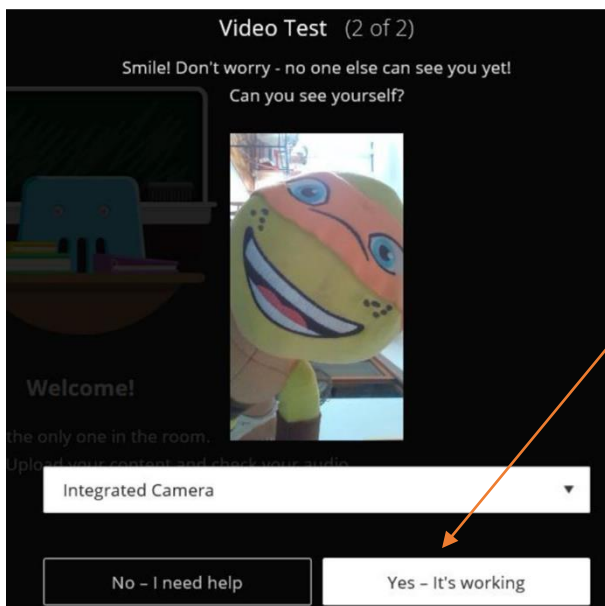 Video Test (2 of 2)
Smile! Don't worry - no one else can see you yet!
Can you see yourself?
Welcome!
the only one in the room.
Upload your content and check your audio
Integrated Camera
No – I need help
Yes – It's working